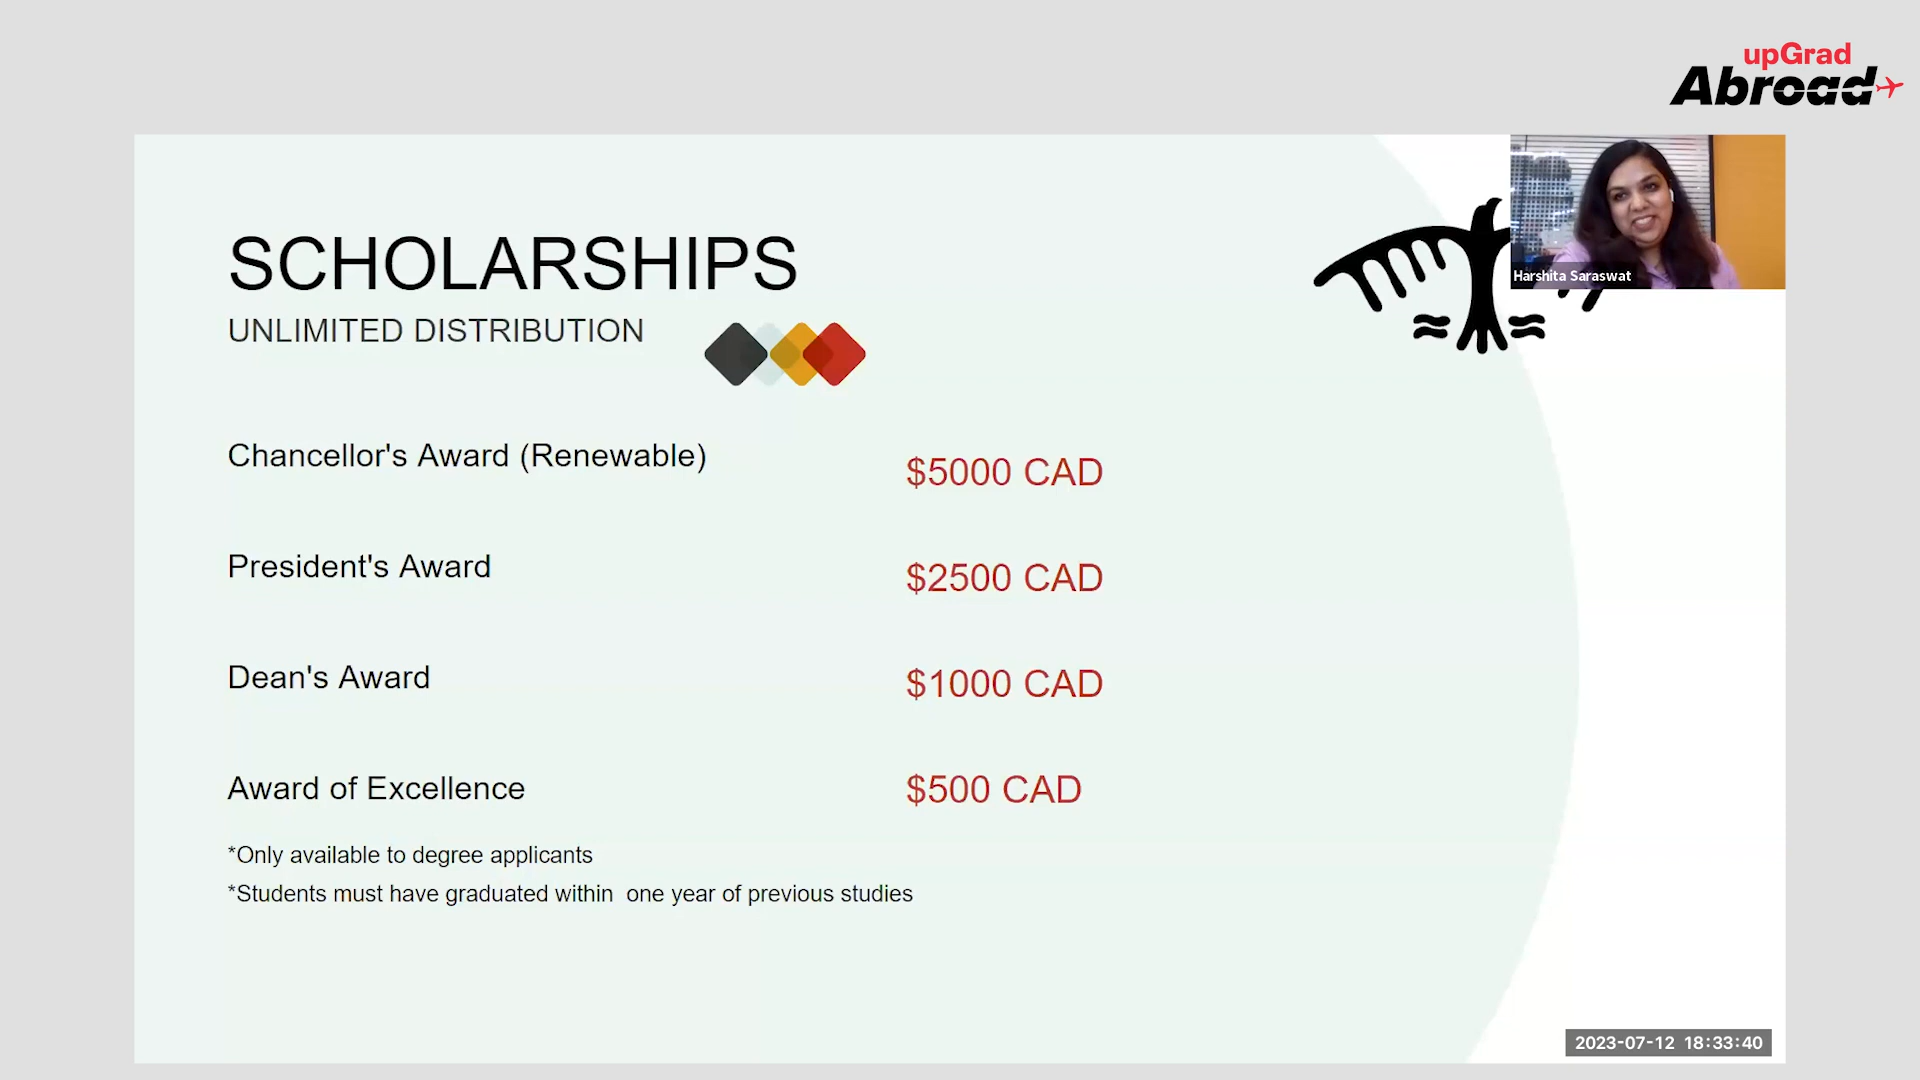 upGrad
Abroad
Harshita Saraswat
SCHOLARSHIPS
UNLIMITED DISTRIBUTION
Chancellor's Award (Renewable)
$5000 CAD
President's Award
$2500 CAD
Dean's Award
$1000 CAD
Award of Excellence
$500 CAD
*Only available to degree applicants
*Students must have graduated within  one year of previous studies
2023-07-12 18:33:40